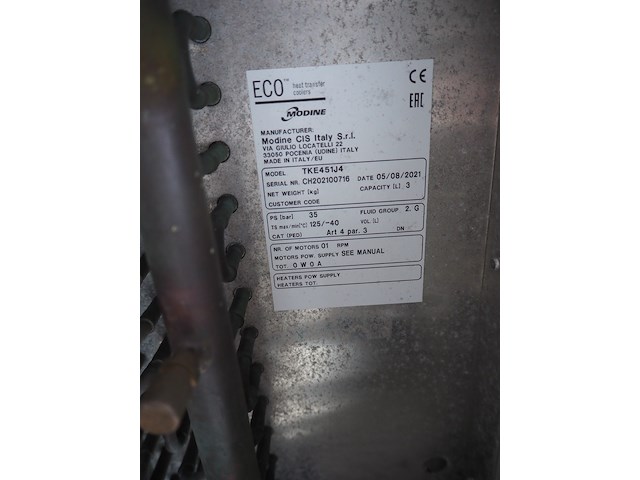 ECO™ heat transfer
coolers
CE
MODINE
EAC
MANUFACTURER:
Modine CIS Italy S.r.l.
VIA GIULIO LOCATELLI 22
33050 POCENIA (UDINE) ITALY
MADE IN ITALY/EU
MODEL TKE451J4
SERIAL NR. CH202100716 DATE 05/08/2021
NET WEIGHT (kg) CAPACITY (L) 3
CUSTOMER CODE
PS (bar) 35 FLUID GROUP 2. G
TS max/min(°C) 125/-40 VOL. (L)
CAT (PED) Art 4 par. 3 DN
NR. OF MOTORS 01 RPM
MOTORS POW. SUPPLY SEE MANUAL
TOT. 0 W 0 A
HEATERS POW SUPPLY
HEATERS TOT.